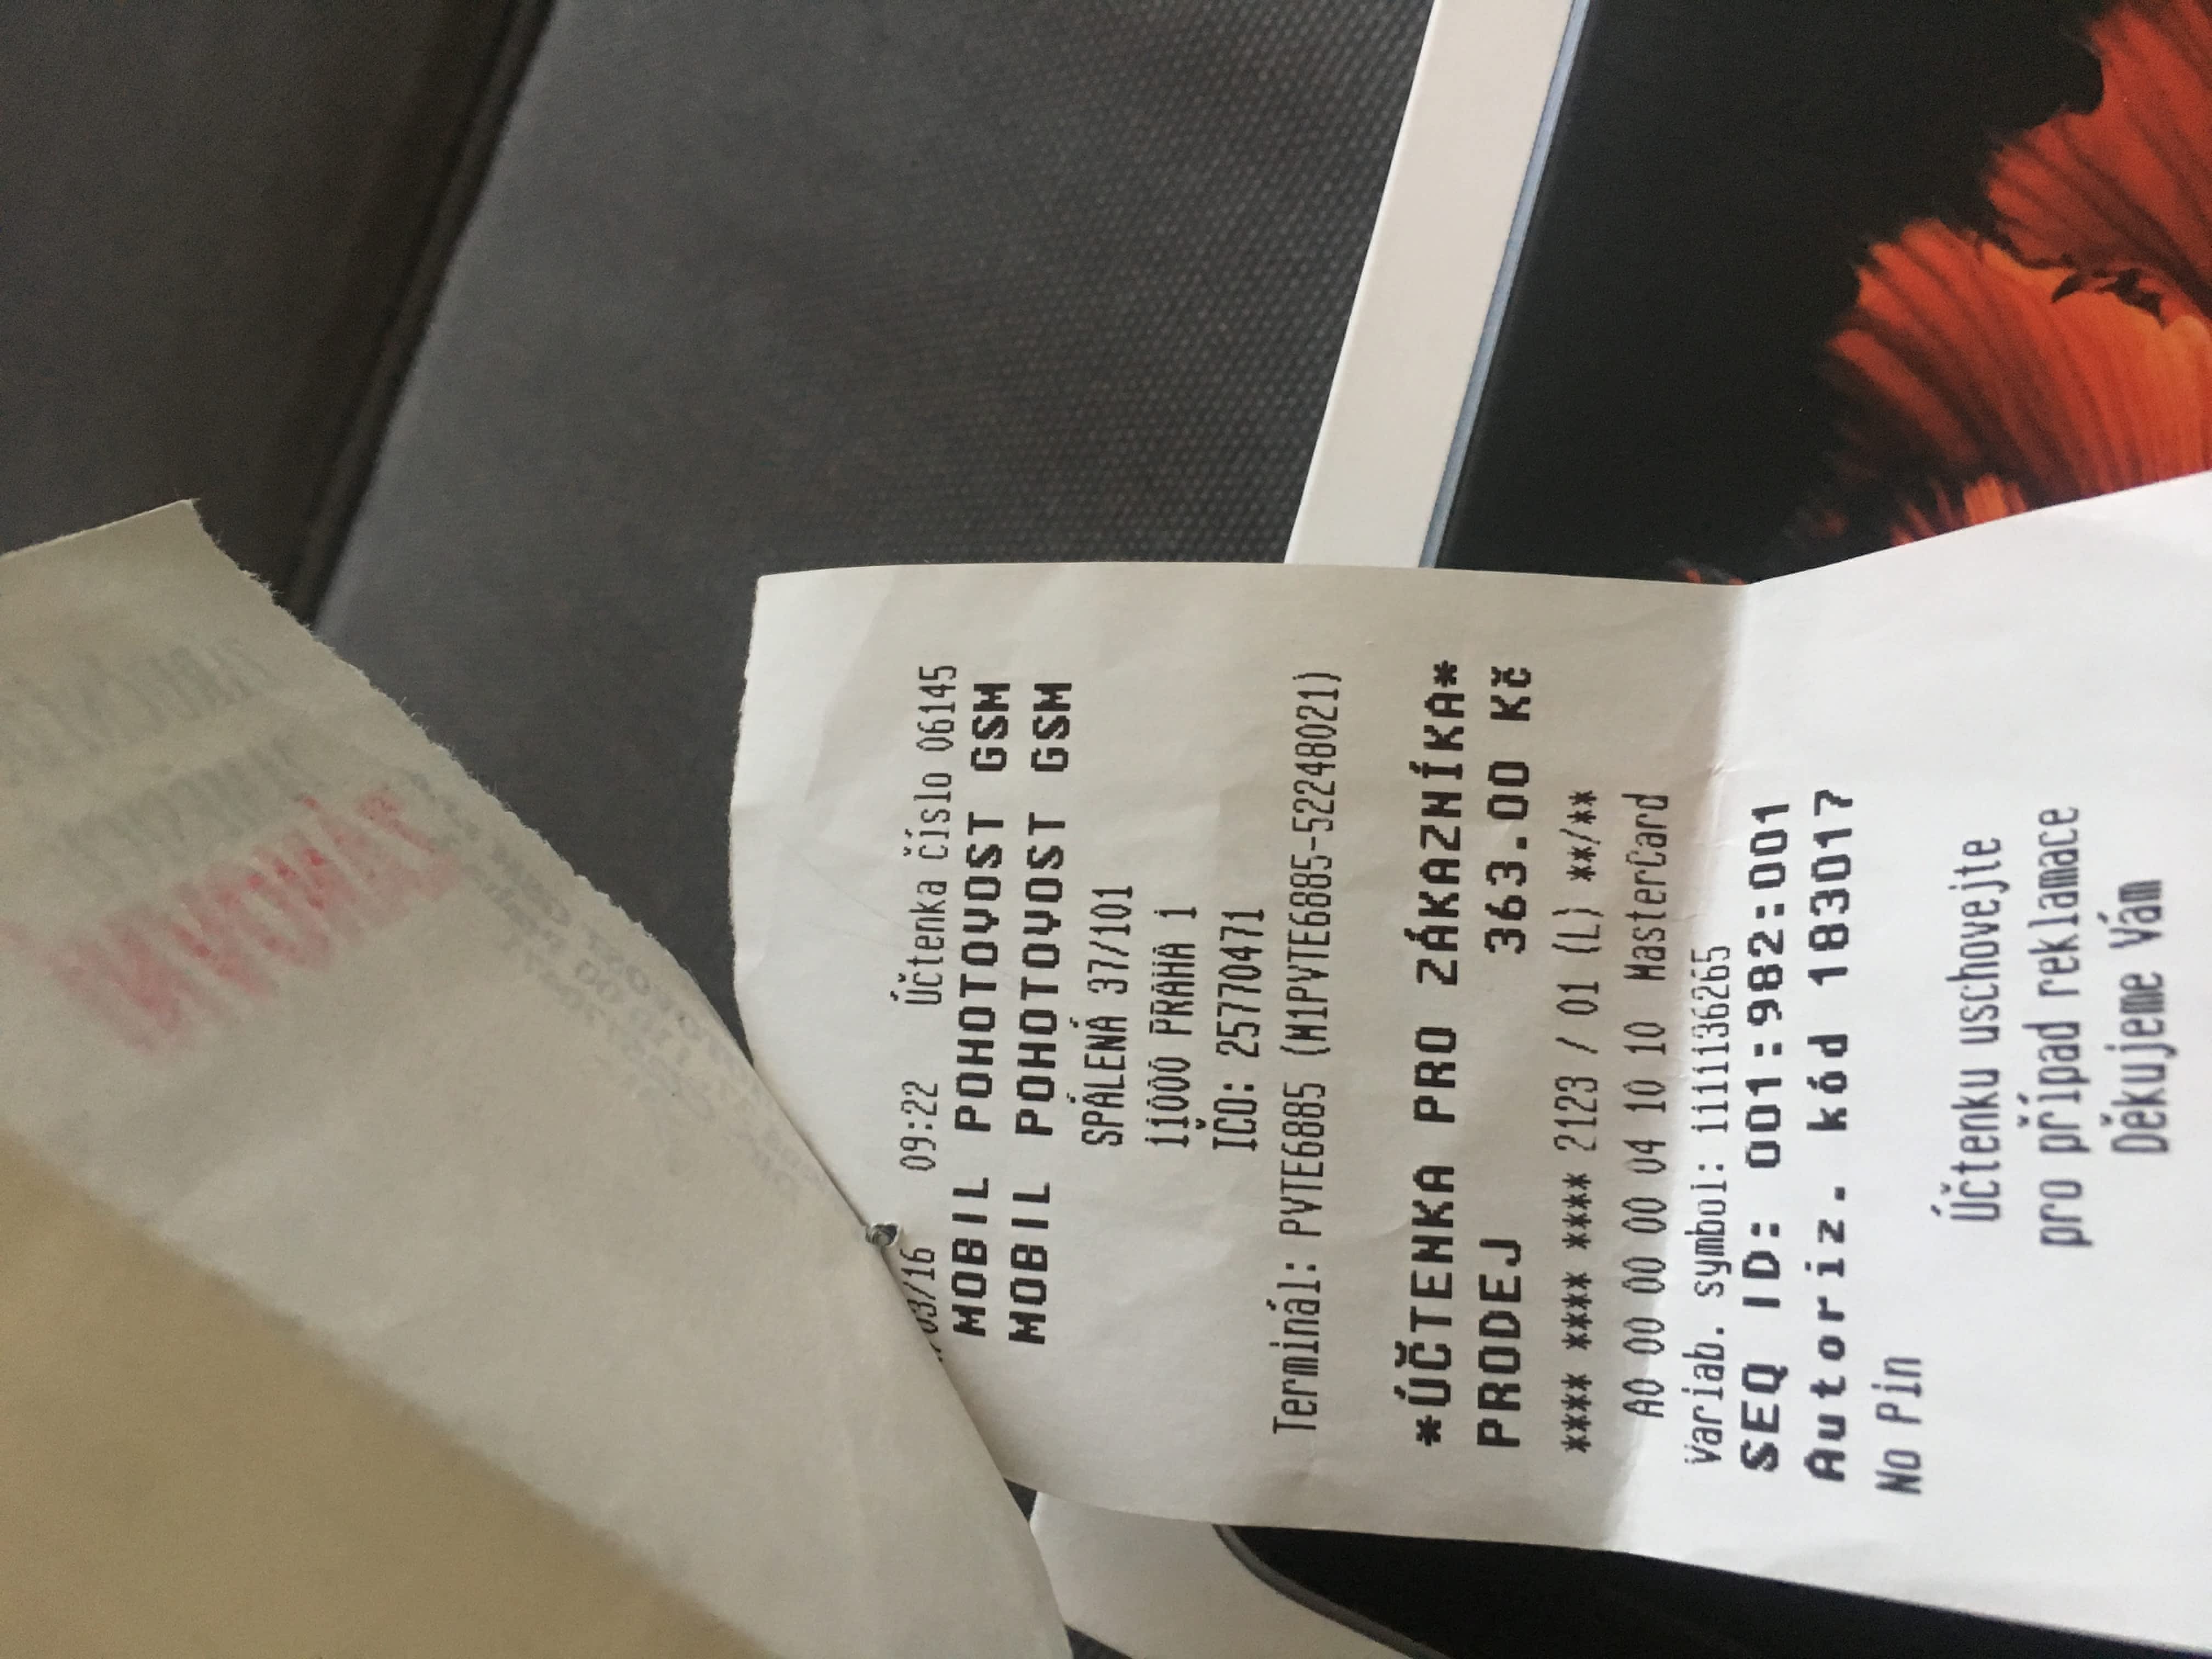 03/16 09:22 Účtenka číslo 06145
MOBIL POHOTOVOST GSM
MOBIL POHOTOVOST GSM
SPÁLENÁ 37/101
11000 PRAHA 1
IČO: 25770471
Terminál: PVTE6885 (M1PVTE6885-52248021)
*ÚČTENKA PRO ZÁKAZNÍKA*
PRODEJ 363.00 Kč
**** **** **** 2123 / 01 (L) **/**
A0 00 00 00 04 10 10 MasterCard
Variab. symbol: 1111136265
SEQ ID: 001:982:001
Autoriz. kód 183017
No Pin
Účtenku uschovejte
pro případ reklamace
Děkujeme Vám